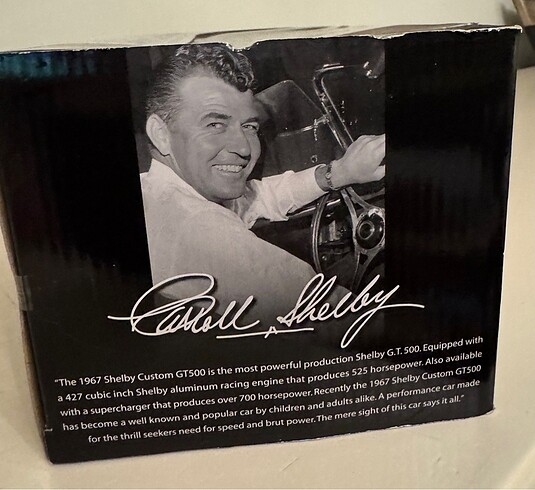 Carroll Shelby
"The 1967 Shelby Custom GT500 is the most powerful production Shelby G.T. 500. Equipped with
a 427 cubic inch Shelby aluminum racing engine that produces 525 horsepower. Also available
with a supercharger that produces over 700 horsepower. Recently the 1967 Shelby Custom GT500
has become a well known and popular car by children and adults alike. A performance car made
for the thrill seekers need for speed and brut power. The mere sight of this car says it all."